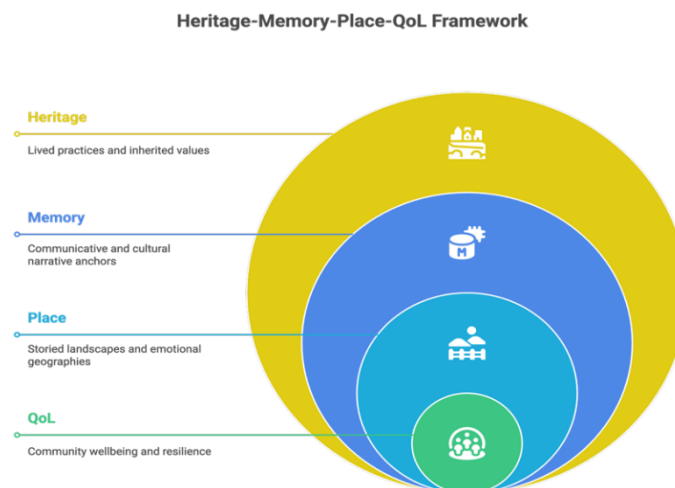 Heritage-Memory-Place-QoL Framework
Heritage
Lived practices and inherited values
Memory
Communicative and cultural
narrative anchors
M
Place
Storied landscapes and emotional
geographies
QoL
Community wellbeing and resilience